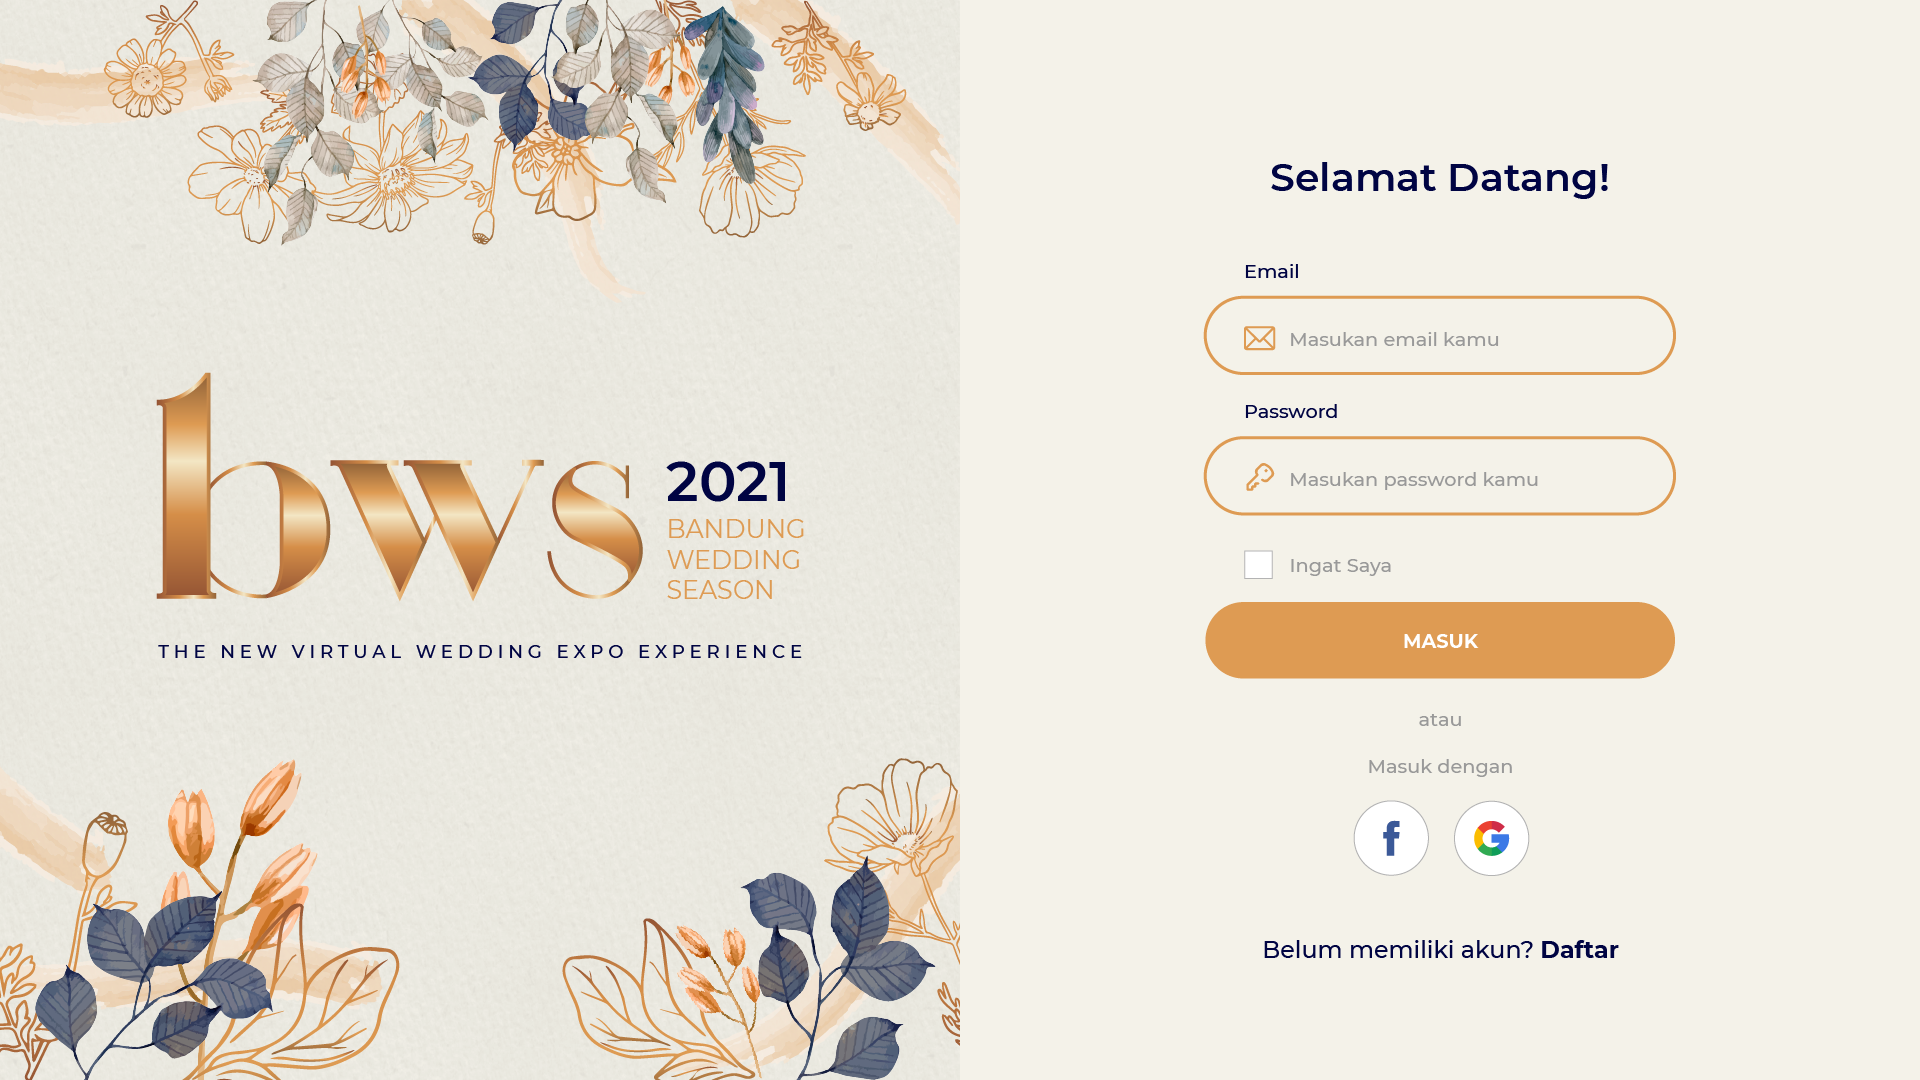 bws 2021
BANDUNG
WEDDING
SEASON
THE NEW VIRTUAL WEDDING EXPO EXPERIENCE
Selamat Datang!
Email
Masukan email kamu
Password
Masukan password kamu
Ingat Saya
MASUK
atau
Masuk dengan
Belum memiliki akun? Daftar